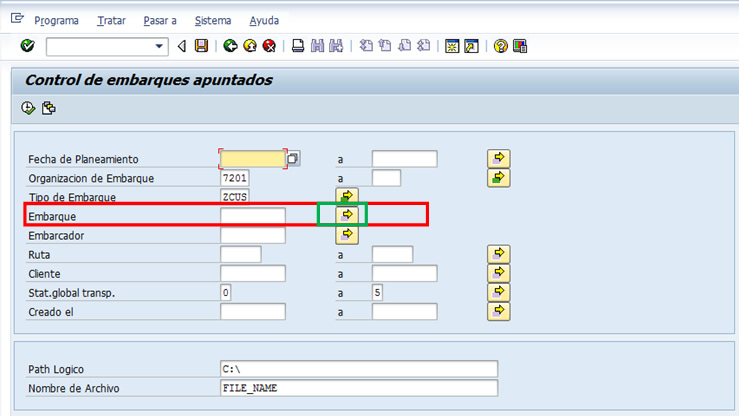 Programa Tratar Pasar a Sistema Ayuda
Control de embarques apuntados
Fecha de Planeamiento a
Organizacion de Embarque 7201 a
Tipo de Embarque ZCUS
Embarque
Embarcador
Ruta a
Cliente a
Stat.global transp. 0 a 5
Creado el a
Path Logico C:\
Nombre de Archivo FILE_NAME